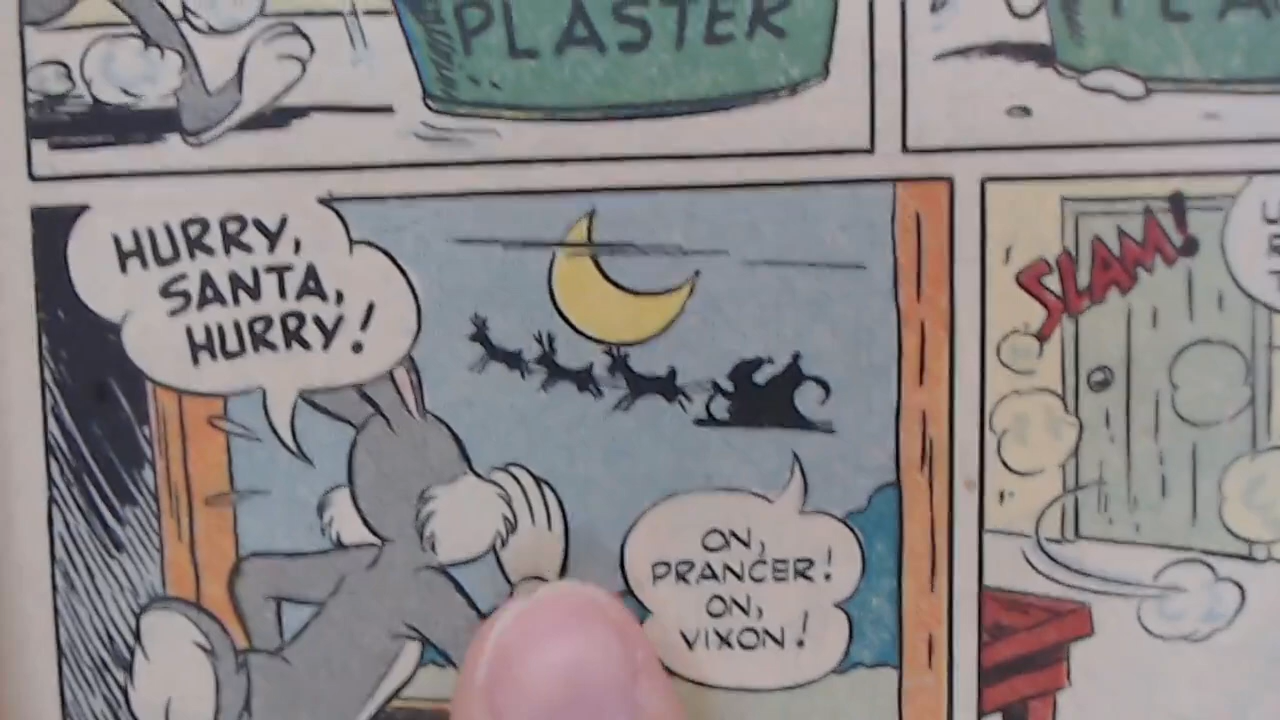 PLASTER
HURRY,
SANTA,
HURRY!
ON,
PRANCER!
ON,
VIXON!
SLAM!